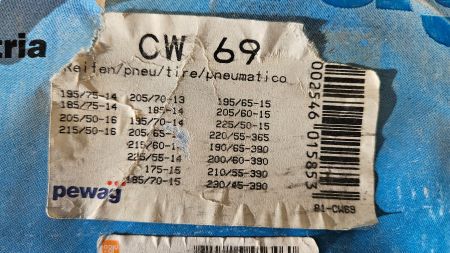 tria
CW 69
Reifen/pneu/tire/pneumatico
195/75-14 205/70-13 195/65-15
185/75-14 185-14 205/60-15
205/50-16 195/70-14 225/50-15
215/50-16 205/65- 220/55-365
215/60-1 190/65-390
225/55-14 200/60-390
175-15 210/55-390
185/70-15 230/45-390
pewag
002546-015853
81-CW69